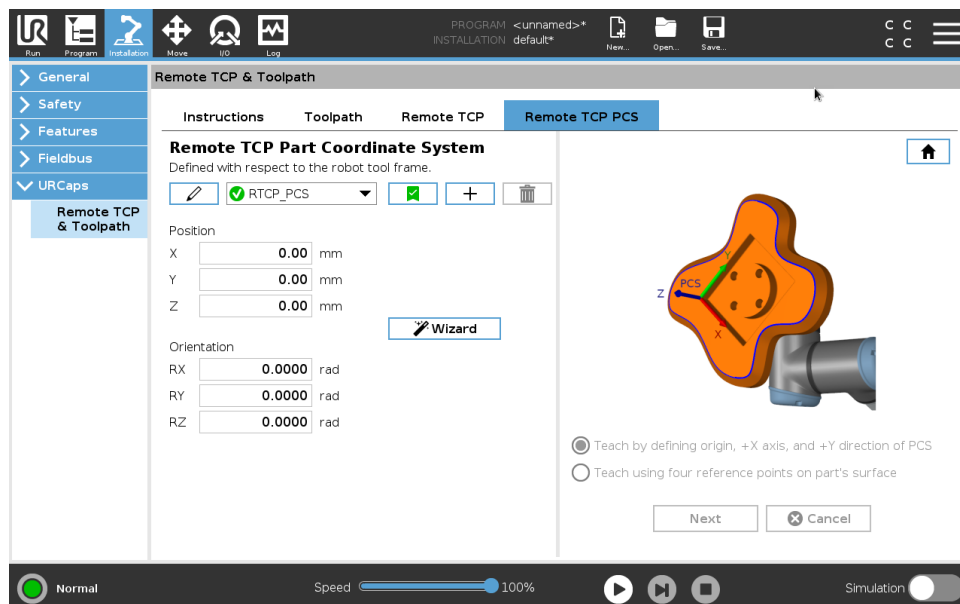 PROGRAM <unnamed>*
INSTALLATION default*
Run Program Installation Move I/O Log New... Open... Save...
C C
C C
General
Safety
Features
Fieldbus
URCaps
Remote TCP
& Toolpath
Remote TCP & Toolpath
Instructions Toolpath Remote TCP Remote TCP PCS
Remote TCP Part Coordinate System
Defined with respect to the robot tool frame.
RTCP_PCS
Position
X 0.00 mm
Y 0.00 mm
Z 0.00 mm
Wizard
Orientation
RX 0.0000 rad
RY 0.0000 rad
RZ 0.0000 rad
Y
PCS
Z
X
Teach by defining origin, +X axis, and +Y direction of PCS
Teach using four reference points on part's surface
Next Cancel
Normal Speed 100% Simulation